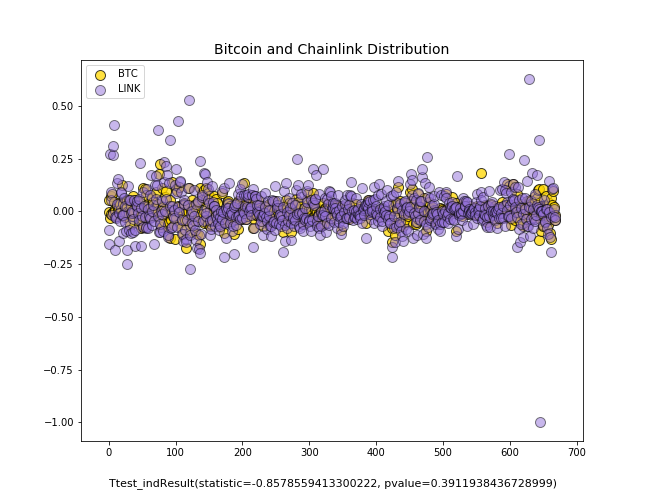 Bitcoin and Chainlink Distribution
BTC
LINK
0.50
0.25
0.00
−0.25
−0.50
−0.75
−1.00
0 100 200 300 400 500 600 700
Ttest_indResult(statistic=-0.8578559413300222, pvalue=0.3911938436728999)